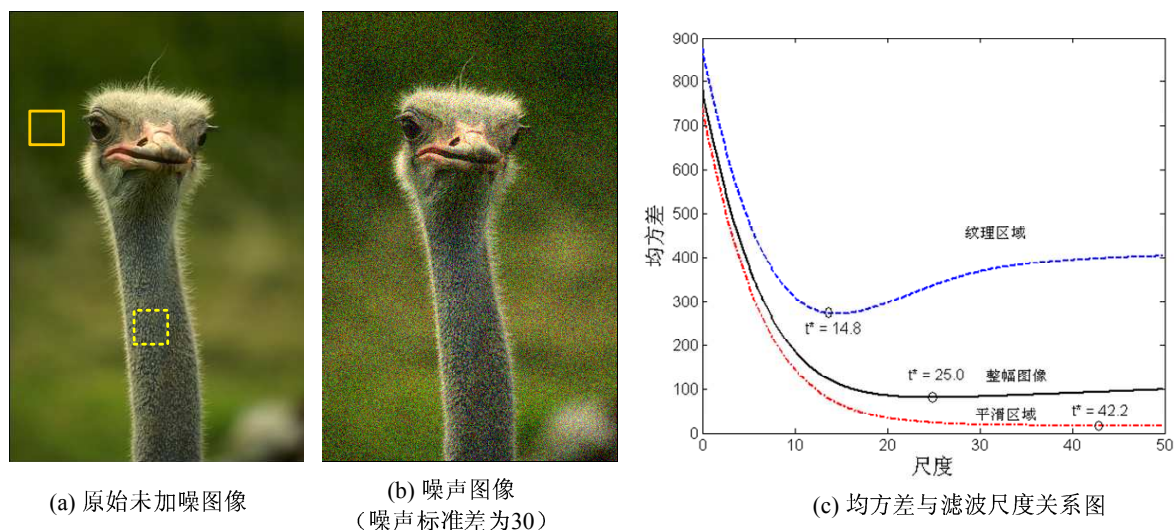 900
800
700
600
500
400
300
200
100
0
均方差
纹理区域
t* = 14.8
t* = 25.0 整幅图像
平滑区域 t* = 42.2
0 10 20 30 40 50
尺度
(a) 原始未加噪图像
(b) 噪声图像
（噪声标准差为30）
(c) 均方差与滤波尺度关系图